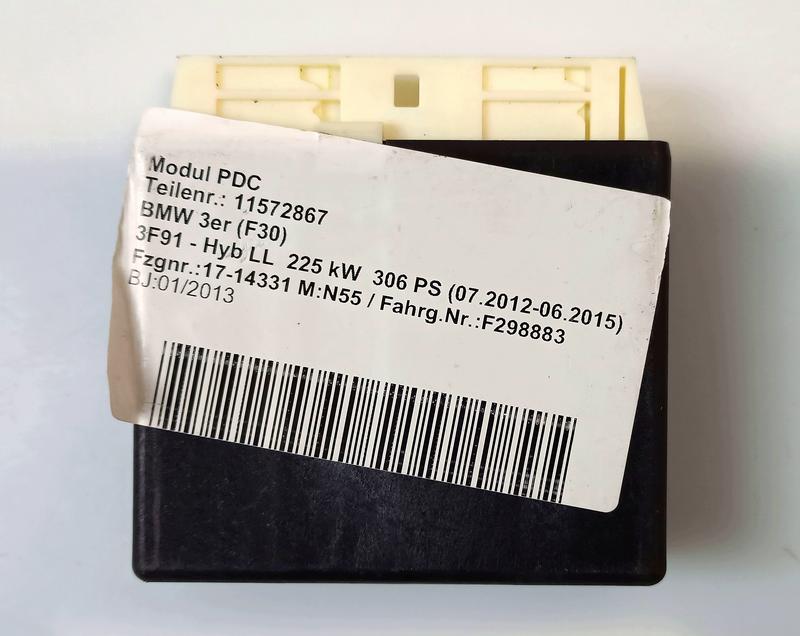 Modul PDC
Teilenr.: 11572867
BMW 3er (F30)
3F91 - Hyb LL 225 kW 306 PS (07.2012-06.2015)
Fzgnr.:17-14331 M:N55 / Fahrg.Nr.:F298883
BJ:01/2013